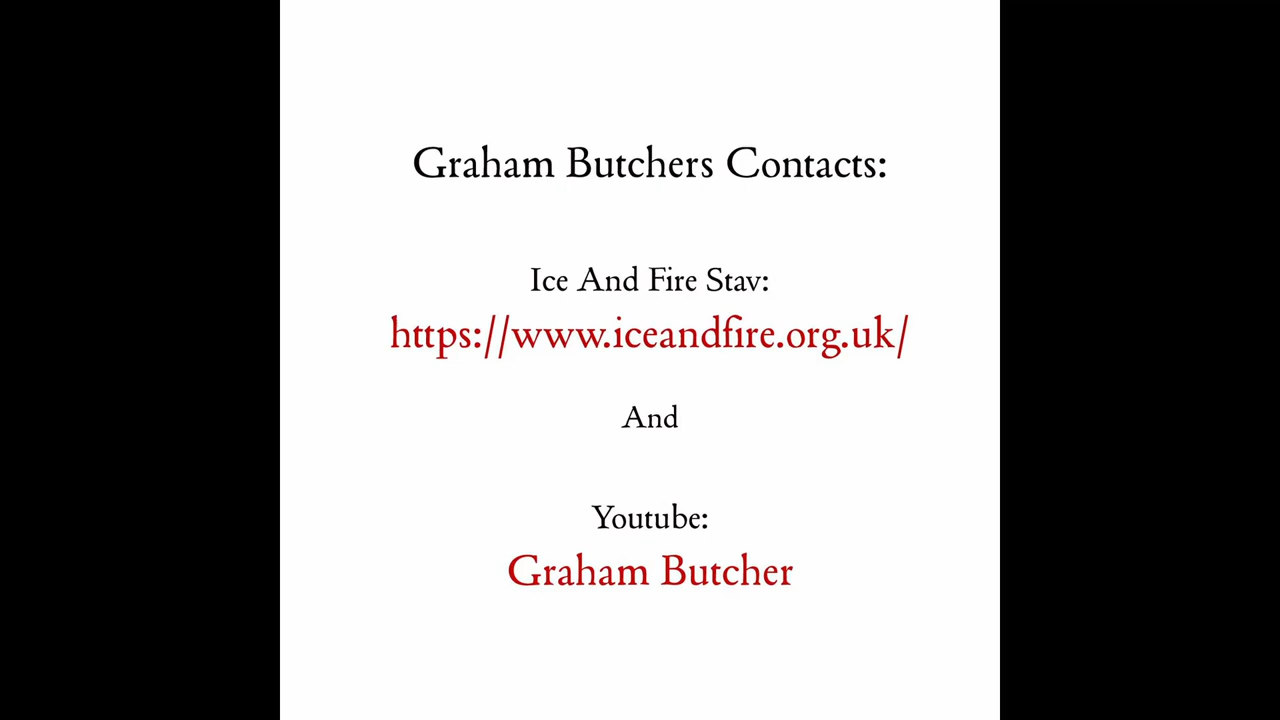 Graham Butchers Contacts:
Ice And Fire Stav:
https://www.iceandfire.org.uk/
And
Youtube:
Graham Butcher